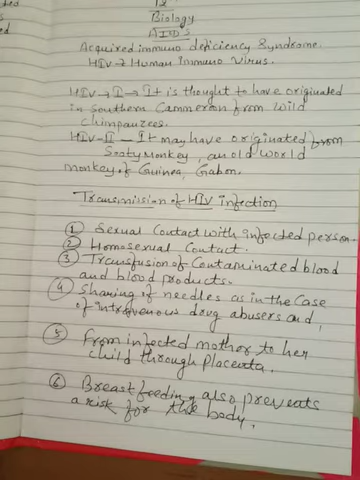 12
Biology
AIDS
Acquired immuno deficiency Syndrome.
HIV → Human Immuno Virus.
HIV → I → It is thought to have originated
in Southern Cammeroon from wild
chimpanzees.
HIV-II — It may have originated from
Sooty Monkey, an old World
monkey of Guinea, Gabon.
Transmission of HIV infection
① Sexual Contact with infected person.
② Homosexual Contact.
③ Transfusion of Contaminated blood
and blood products.
④ Sharing of needles as in the case
of intravenous drug abusers and,
⑤ From infected mother to her
child through Placenta.
⑥ Breast feeding also preveats
a risk for the body.